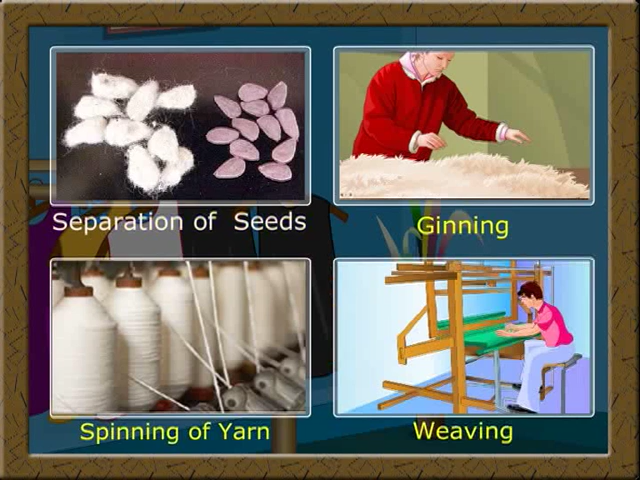 Separation of Seeds
Ginning
Spinning of Yarn
Weaving